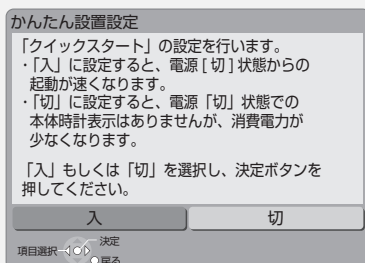 かんたん設置設定
「クイックスタート」の設定を行います。
・「入」に設定すると、電源 [ 切 ] 状態からの
起動が速くなります。
・「切」に設定すると、電源「切」状態での
本体時計表示はありませんが、消費電力が
少なくなります。
「入」もしくは「切」を選択し、決定ボタンを
押してください。
入 切
決定
項目選択
戻る